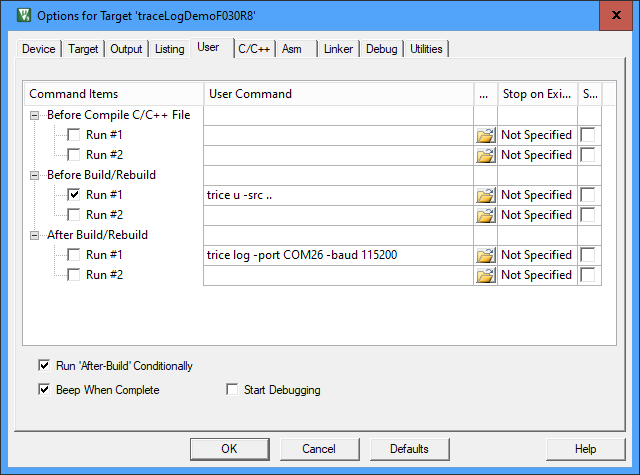 Options for Target 'traceLogDemoF030R8'
Device Target Output Listing User C/C++ Asm Linker Debug Utilities
Command Items User Command ... Stop on Exi... S...
Before Compile C/C++ File
Run #1 Not Specified
Run #2 Not Specified
Before Build/Rebuild
Run #1 trice u -src .. Not Specified
Run #2 Not Specified
After Build/Rebuild
Run #1 trice log -port COM26 -baud 115200 Not Specified
Run #2 Not Specified
Run 'After-Build' Conditionally
Beep When Complete Start Debugging
OK Cancel Defaults Help